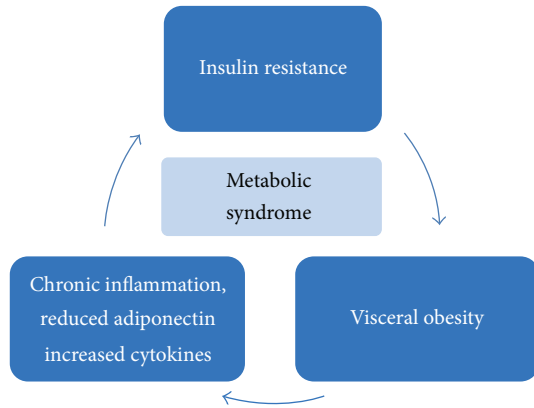 Insulin resistance
Metabolic
syndrome
Chronic inflammation,
reduced adiponectin
increased cytokines
Visceral obesity